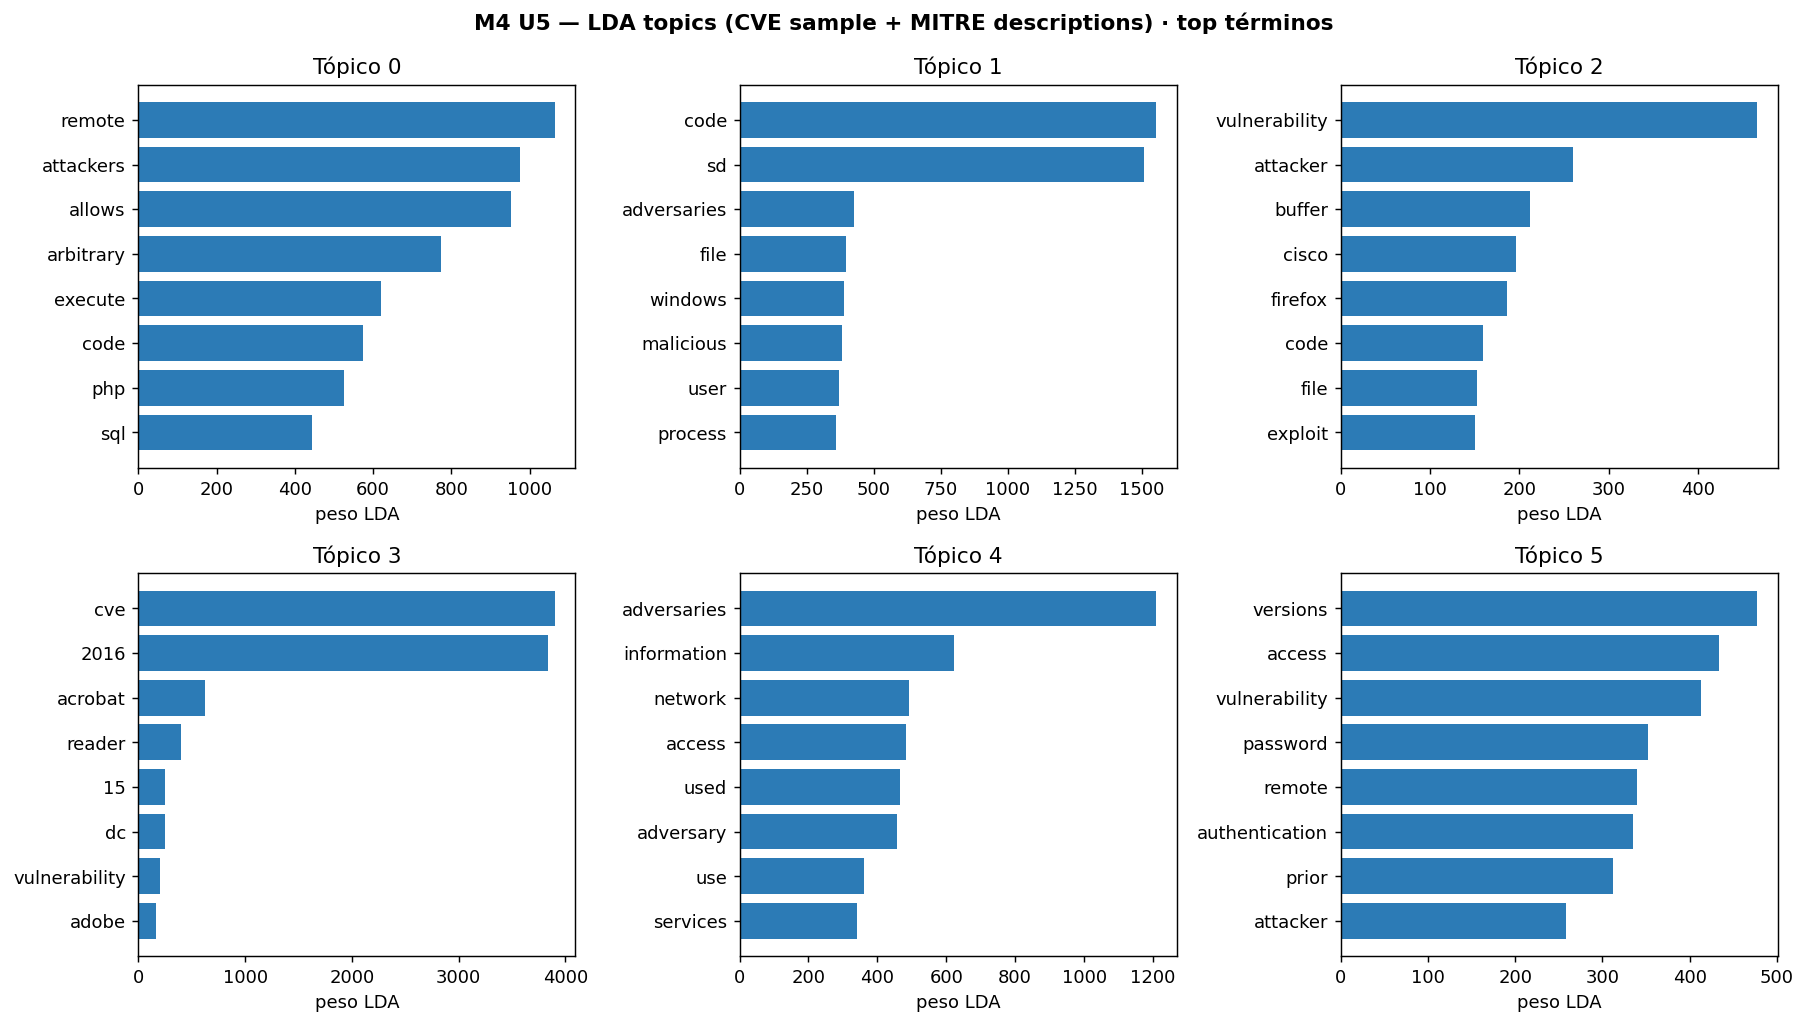 M4 U5 — LDA topics (CVE sample + MITRE descriptions) · top términos
Tópico 0
remote
attackers
allows
arbitrary
execute
code
php
sql
0 200 400 600 800 1000
peso LDA
Tópico 1
code
sd
adversaries
file
windows
malicious
user
process
0 250 500 750 1000 1250 1500
peso LDA
Tópico 2
vulnerability
attacker
buffer
cisco
firefox
code
file
exploit
0 100 200 300 400
peso LDA
Tópico 3
cve
2016
acrobat
reader
15
dc
vulnerability
adobe
0 1000 2000 3000 4000
peso LDA
Tópico 4
adversaries
information
network
access
used
adversary
use
services
0 200 400 600 800 1000 1200
peso LDA
Tópico 5
versions
access
vulnerability
password
remote
authentication
prior
attacker
0 100 200 300 400 500
peso LDA